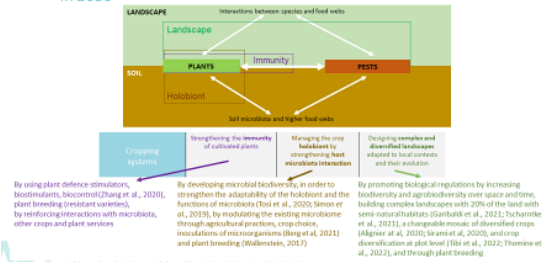 LANDSCAPE
Interactions between species and food webs
Landscape
Immunity
PLANTS
PESTS
SOIL
Holobiont
Soil microbiota and higher food webs
Cropping
systems
Strengthening the immunity
of cultivated plants
Managing the crop
holobiont by
strengthening host
microbiota interaction
Designing complex and
diversified landscapes
adapted to local contexts
and their evolution
By using plant defence stimulators,
biostimulants, biocontrol (Zhang et al., 2020),
plant breeding (resistant varieties),
by reinforcing interactions with microbiota,
other crops and plant services
By developing microbial biodiversity, in order to
strengthen the adaptability of the holobiont and the
functions of microbiota (Tosi et al., 2020; Simon et
al., 2019), by modulating the existing microbiome
through agricultural practices, crop choice,
inoculations of microorganisms (Berg et al, 2021)
and plant breeding (Wallenstein, 2017)
By promoting biological regulations by increasing
biodiversity and agrobiodiversity over space and time,
building complex landscapes with 20% of the land with
semi-natural habitats (Garibaldi et al., 2021; Tscharntke
et al., 2021), a changeable mosaic of diversified crops
(Alignier et al, 2020; Sirami et al., 2020), and crop
diversification at plot level (Tibi et al., 2022; Thomine et
al., 2022), and through plant breeding